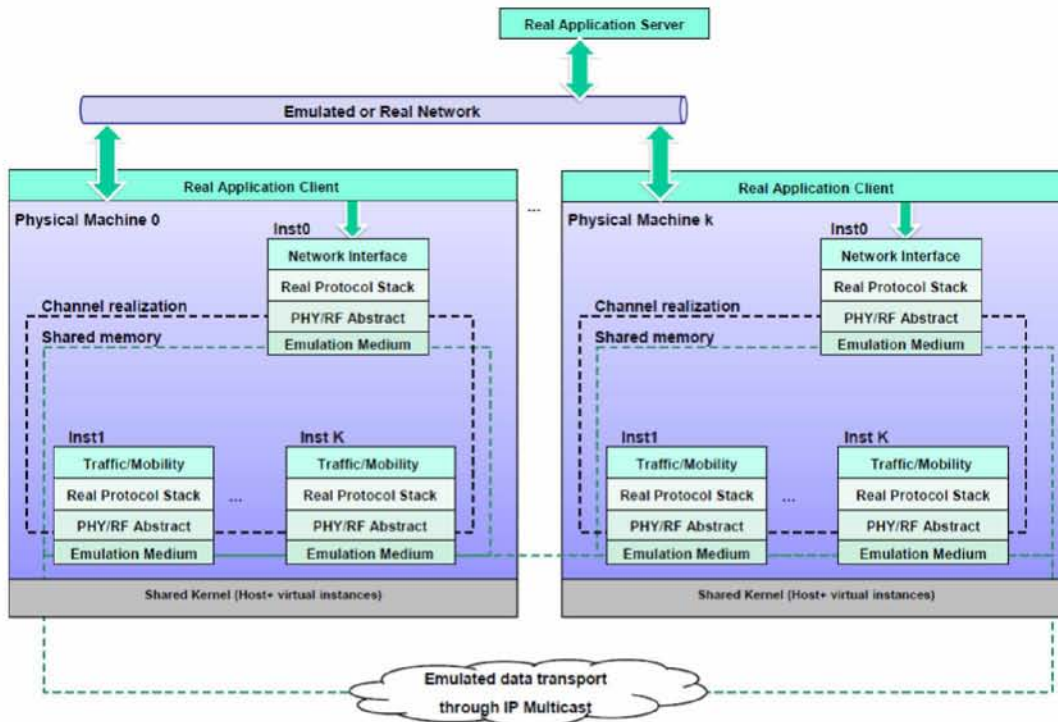 Real Application Server
Emulated or Real Network
Real Application Client
Physical Machine 0
Inst0
Network Interface
Real Protocol Stack
Channel realization
PHY/RF Abstract
Shared memory
Emulation Medium
Inst1
Inst K
Traffic/Mobility
Traffic/Mobility
Real Protocol Stack
...
Real Protocol Stack
PHY/RF Abstract
PHY/RF Abstract
Emulation Medium
Emulation Medium
Shared Kernel (Host+ virtual instances)
...
Real Application Client
Physical Machine k
Inst0
Network Interface
Real Protocol Stack
Channel realization
PHY/RF Abstract
Shared memory
Emulation Medium
Inst1
Inst K
Traffic/Mobility
Traffic/Mobility
Real Protocol Stack
...
Real Protocol Stack
PHY/RF Abstract
PHY/RF Abstract
Emulation Medium
Emulation Medium
Shared Kernel (Host+ virtual instances)
Emulated data transport
through IP Multicast